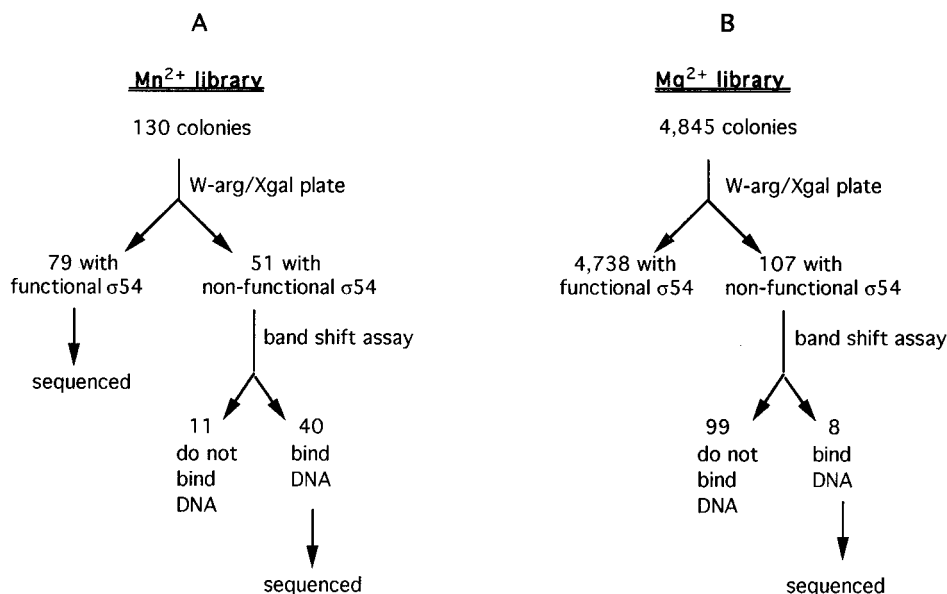 A
Mn2+ library
130 colonies
W-arg/Xgal plate
79 with
functional σ54
51 with
non-functional σ54
band shift assay
sequenced
11
do not
bind
DNA
40
bind
DNA
sequenced
B
Mg2+ library
4,845 colonies
W-arg/Xgal plate
4,738 with
functional σ54
107 with
non-functional σ54
band shift assay
99
do not
bind
DNA
8
bind
DNA
sequenced